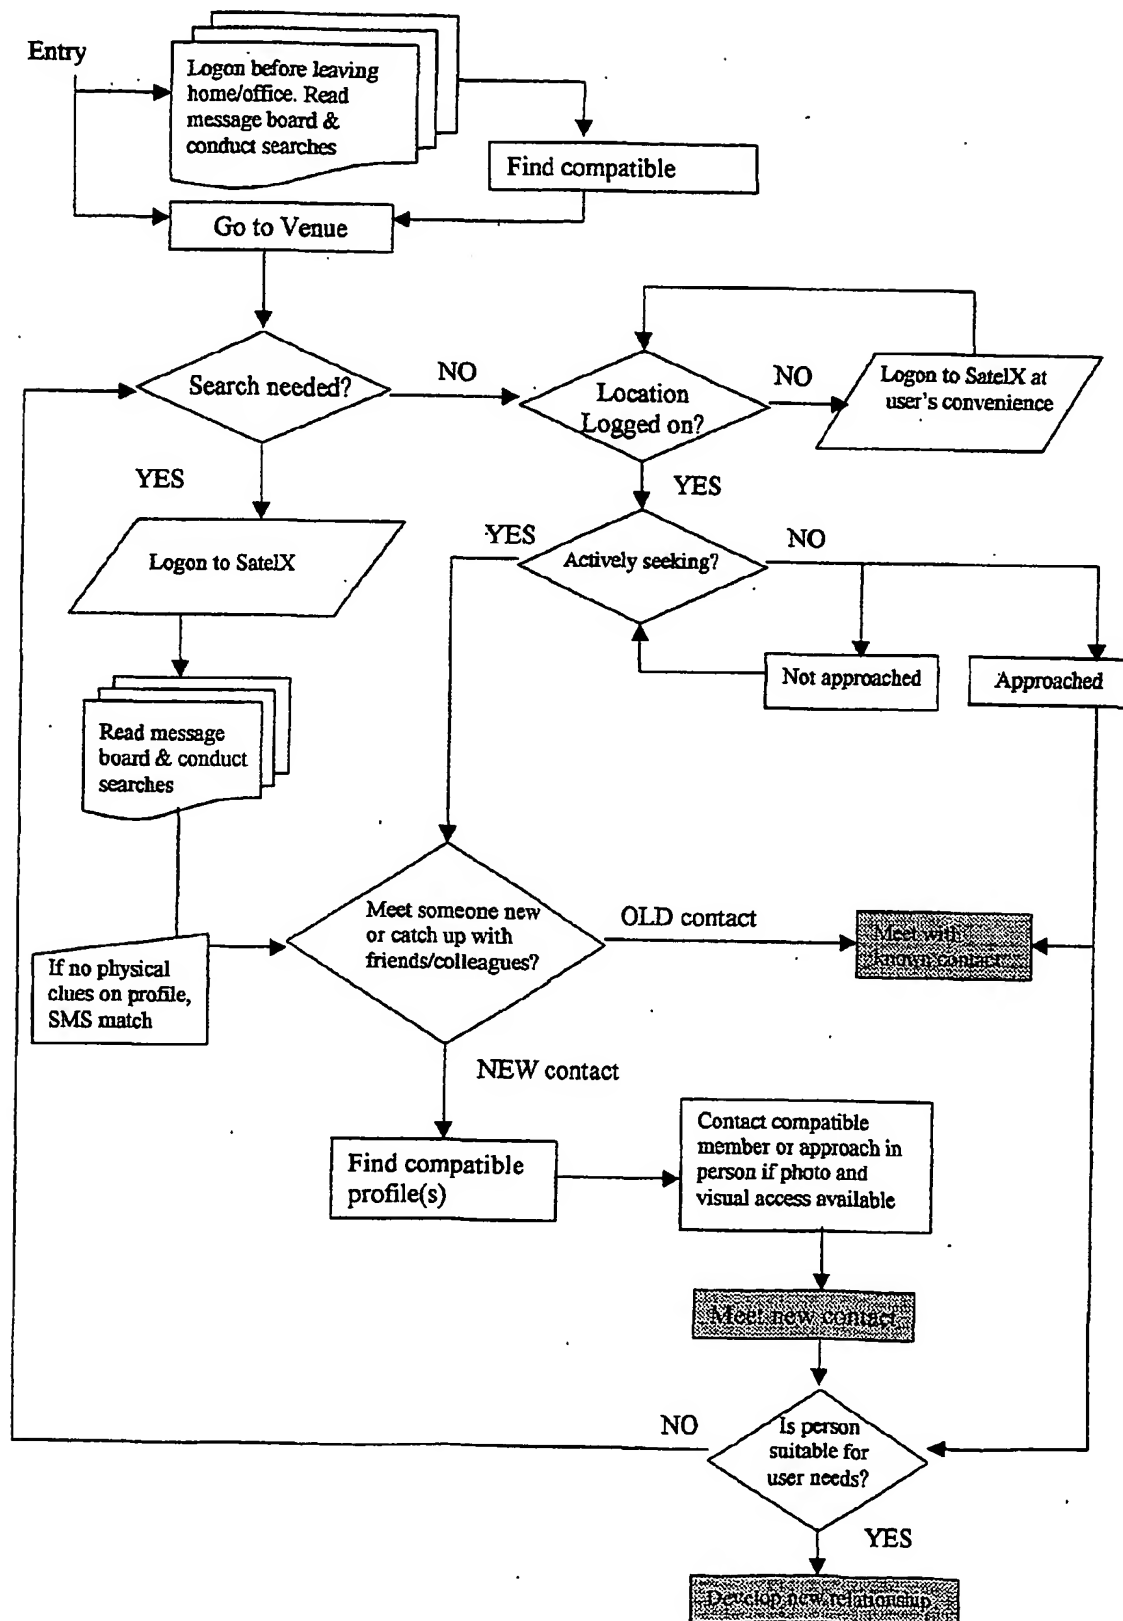 Entry
Logon before leaving
home/office. Read
message board &
conduct searches
Find compatible
Go to Venue
Search needed?
NO
Location
Logged on?
NO
Logon to SatelX at
user's convenience
YES
YES
Logon to SatelX
YES
Actively seeking?
NO
Not approached
Approached
Read message
board & conduct
searches
Meet someone new
or catch up with
friends/colleagues?
OLD contact
Meet with
known contact
If no physical
clues on profile,
SMS match
NEW contact
Find compatible
profile(s)
Contact compatible
member or approach in
person if photo and
visual access available
Meet new contact
NO
Is person
suitable for
user needs?
YES
Develop new relationship